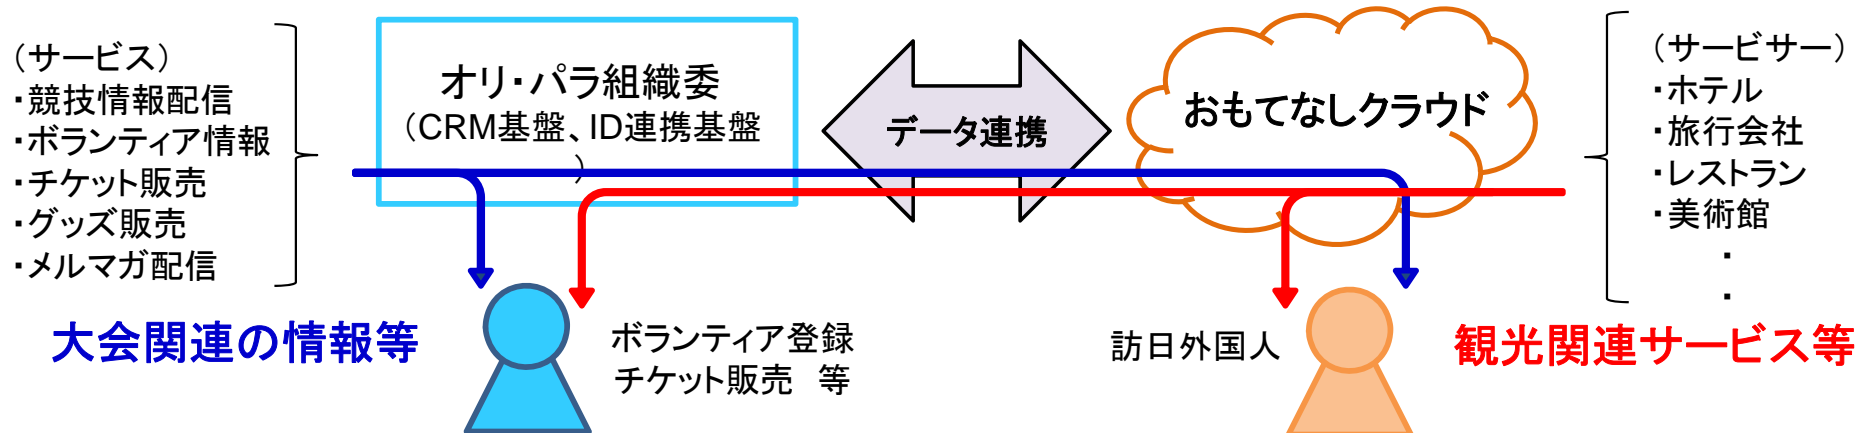 （サービス）
・競技情報配信
・ボランティア情報
・チケット販売
・グッズ販売
・メルマガ配信
大会関連の情報等
オリ・パラ組織委
（CRM基盤、ID連携基盤
）
データ連携
おもてなしクラウド
（サービサー）
・ホテル
・旅行会社
・レストラン
・美術館
・
・
ボランティア登録
チケット販売　等
訪日外国人
観光関連サービス等